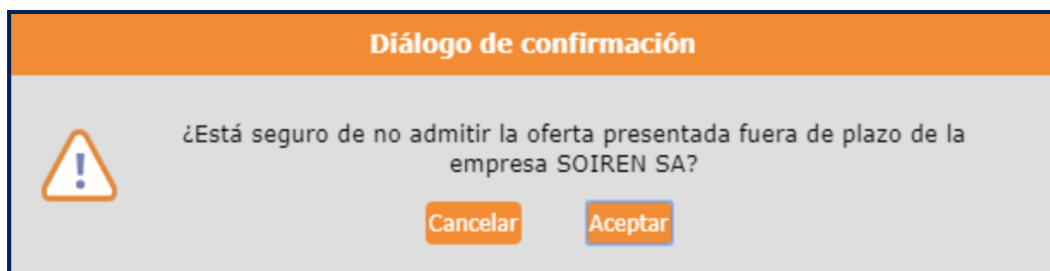 Diálogo de confirmación
¿Está seguro de no admitir la oferta presentada fuera de plazo de la
empresa SOIREN SA?
Cancelar Aceptar